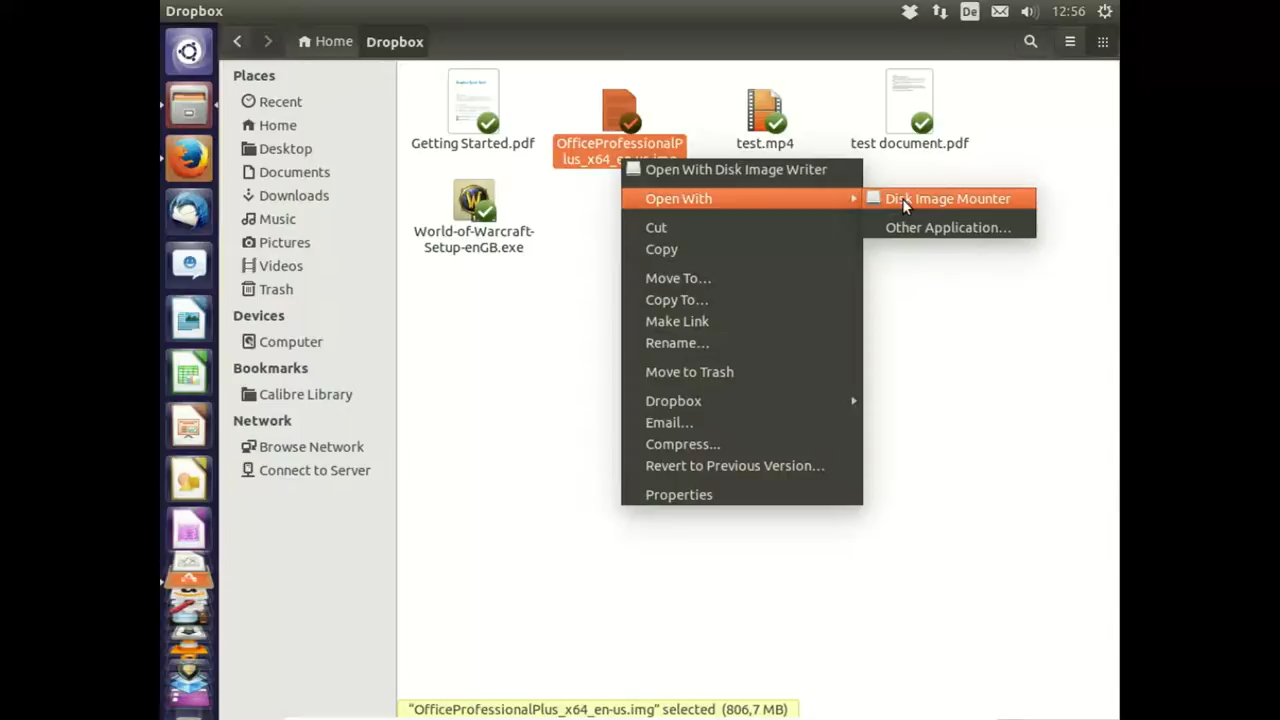 Dropbox
De
12:56
Home
Dropbox
Places
Recent
Home
Desktop
Documents
Downloads
Music
Pictures
Videos
Trash
Devices
Computer
Bookmarks
Calibre Library
Network
Browse Network
Connect to Server
Getting Started.pdf
OfficeProfessionalP
lus_x64_en-us.img
test.mp4
test document.pdf
World-of-Warcraft-
Setup-enGB.exe
Open With Disk Image Writer
Open With
Cut
Copy
Move To…
Copy To…
Make Link
Rename…
Move to Trash
Dropbox
Email…
Compress…
Revert to Previous Version…
Properties
Disk Image Mounter
Other Application…
"OfficeProfessionalPlus_x64_en-us.img" selected (806,7 MB)